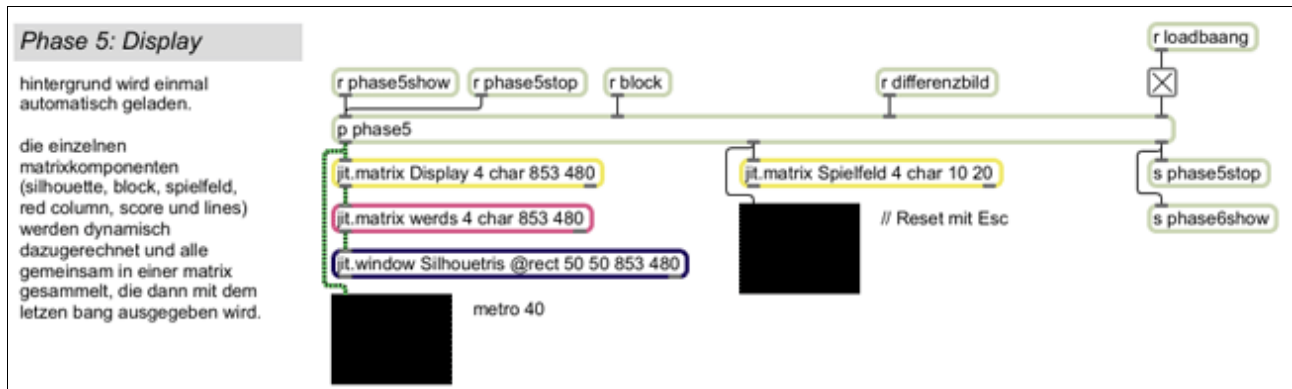 Phase 5: Display
hintergrund wird einmal
automatisch geladen.
die einzelnen
matrixkomponenten
(silhouette, block, spielfeld,
red column, score und lines)
werden dynamisch
dazugerechnet und alle
gemeinsam in einer matrix
gesammelt, die dann mit dem
letzen bang ausgegeben wird.
r loadbaang
r phase5show
r phase5stop
r block
r differenzbild
p phase5
jit.matrix Display 4 char 853 480
jit.matrix Spielfeld 4 char 10 20
s phase5stop
jit.matrix werds 4 char 853 480
// Reset mit Esc
s phase6show
jit.window Silhouetris @rect 50 50 853 480
metro 40